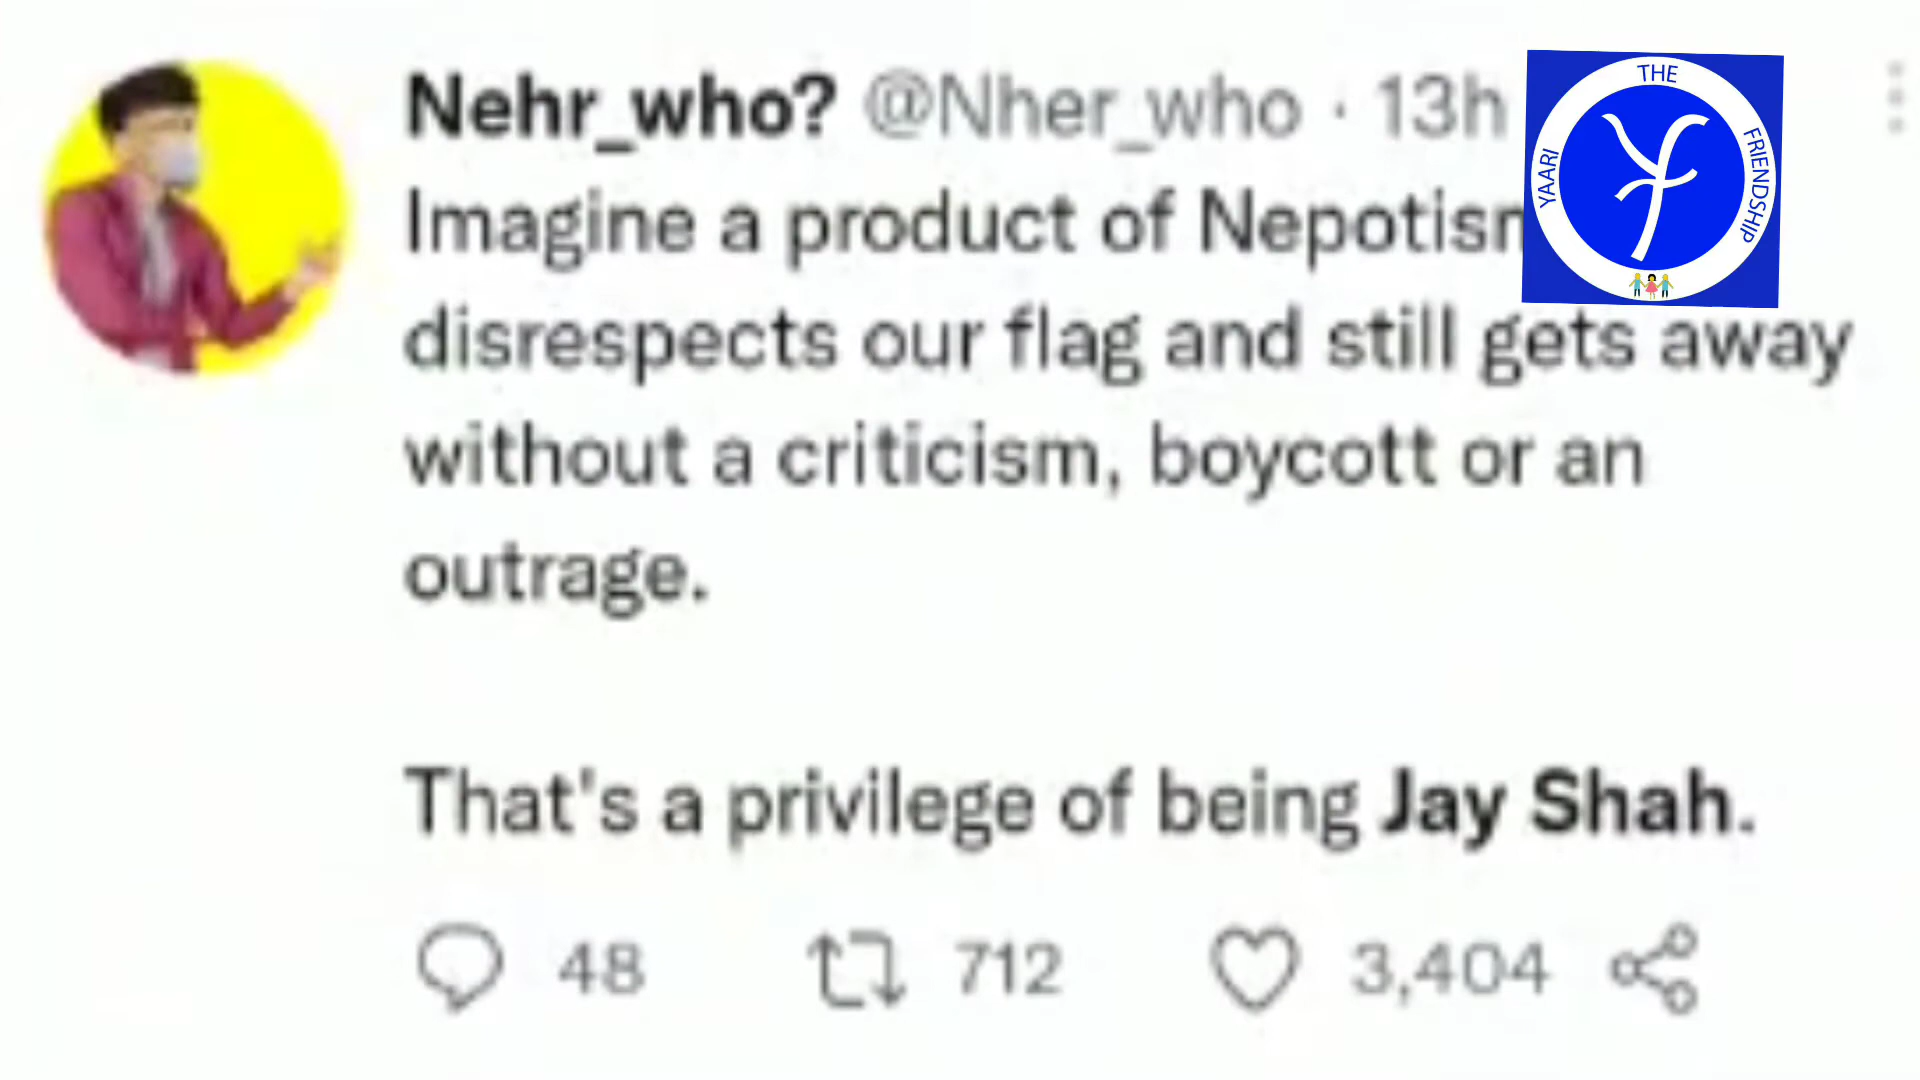 Nehr_who? @Nher_who · 13h
Imagine a product of
disrespects our flag and still gets away
without a criticism, boycott or an
outrage.
That's a privilege of being Jay Shah.
48 712 3,404
THE
YAARI
FRIENDSHIP